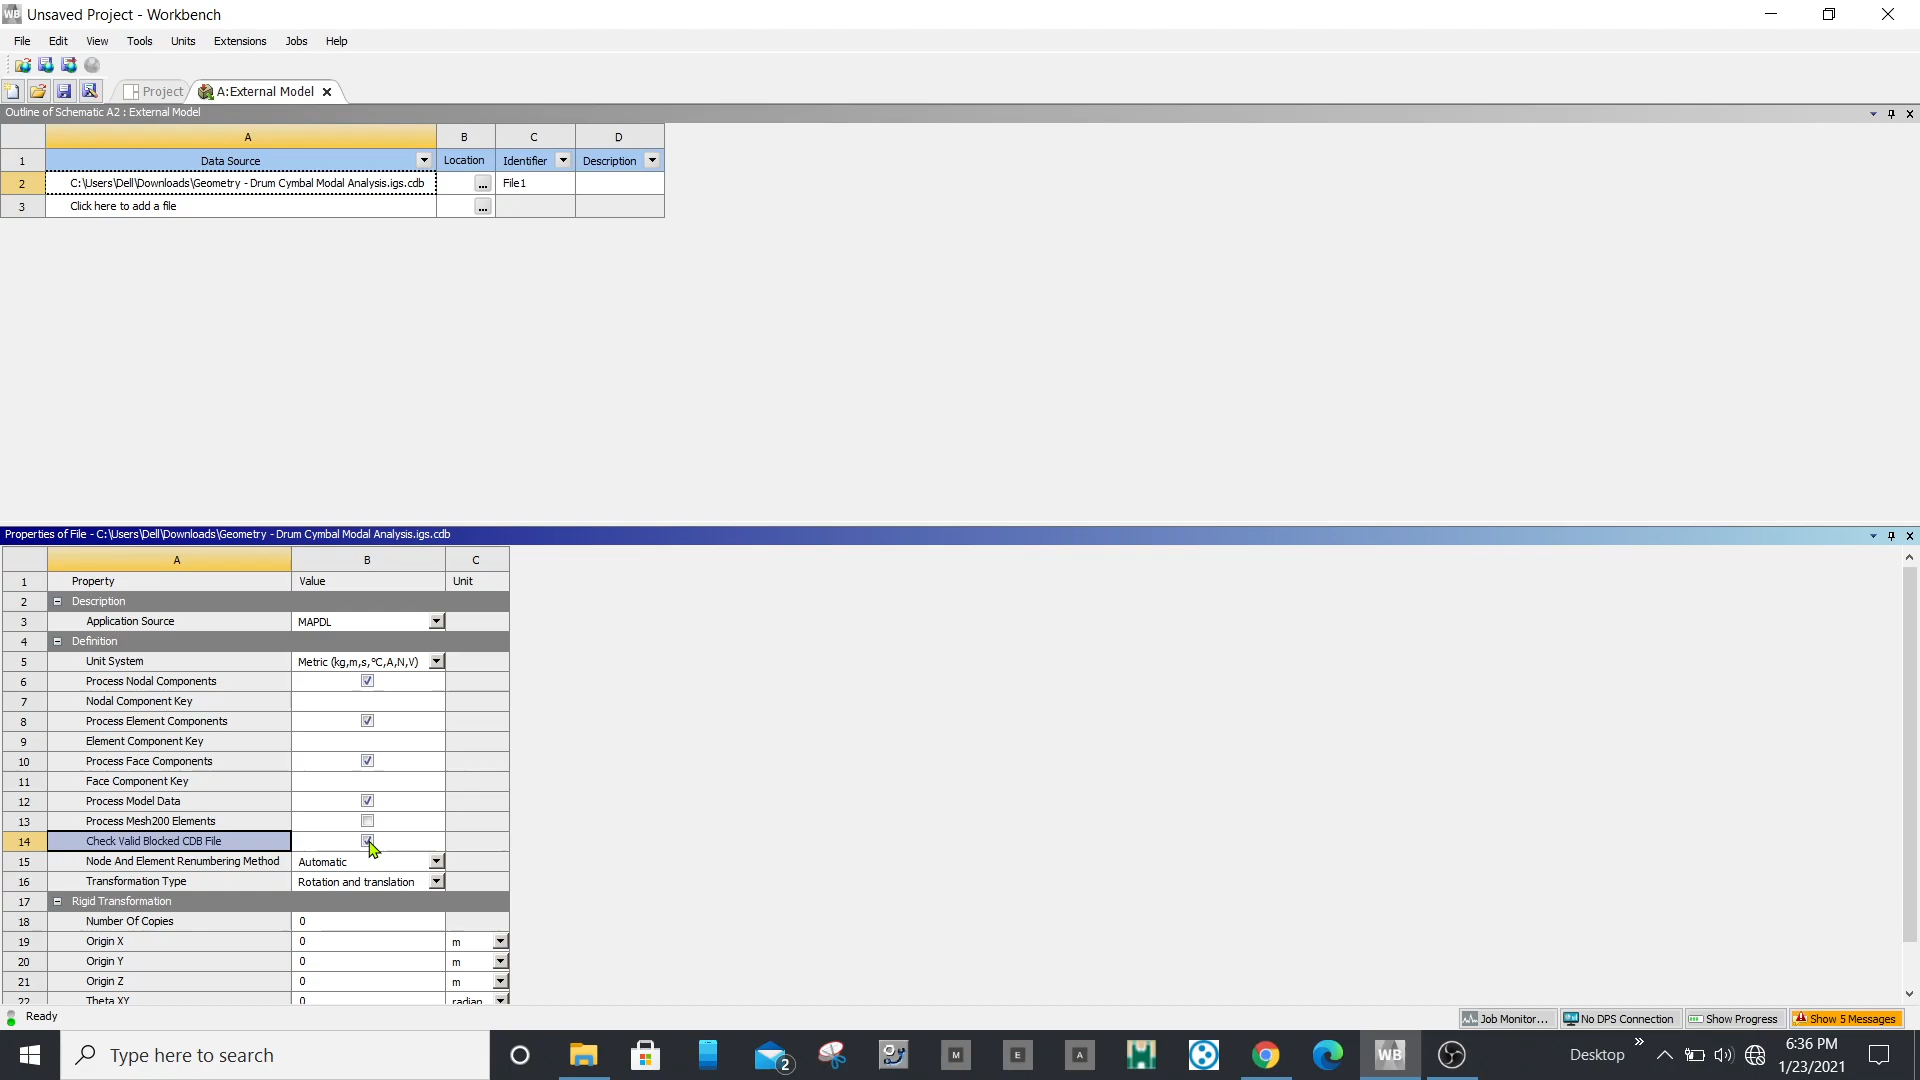 WB Unsaved Project - Workbench
File Edit View Tools Units Extensions Jobs Help
Project A:External Model
Outline of Schematic A2 : External Model
A B C D
1 Data Source Location Identifier Description
2 C:\Users\Dell\Downloads\Geometry - Drum Cymbal Modal Analysis.igs.cdb ... File1
3 Click here to add a file ...
Properties of File - C:\Users\Dell\Downloads\Geometry - Drum Cymbal Modal Analysis.igs.cdb
A B C
1 Property Value Unit
2 Description
3 Application Source MAPDL
4 Definition
5 Unit System Metric (kg,m,s,°C,A,N,V)
6 Process Nodal Components
7 Nodal Component Key
8 Process Element Components
9 Element Component Key
10 Process Face Components
11 Face Component Key
12 Process Model Data
13 Process Mesh200 Elements
14 Check Valid Blocked CDB File
15 Node And Element Renumbering Method Automatic
16 Transformation Type Rotation and translation
17 Rigid Transformation
18 Number Of Copies 0
19 Origin X 0 m
20 Origin Y 0 m
21 Origin Z 0 m
22 Theta XY 0 radian
Ready Job Monitor... No DPS Connection Show Progress Show 5 Messages
Type here to search 2 M E A WB Desktop » 6:36 PM
1/23/2021